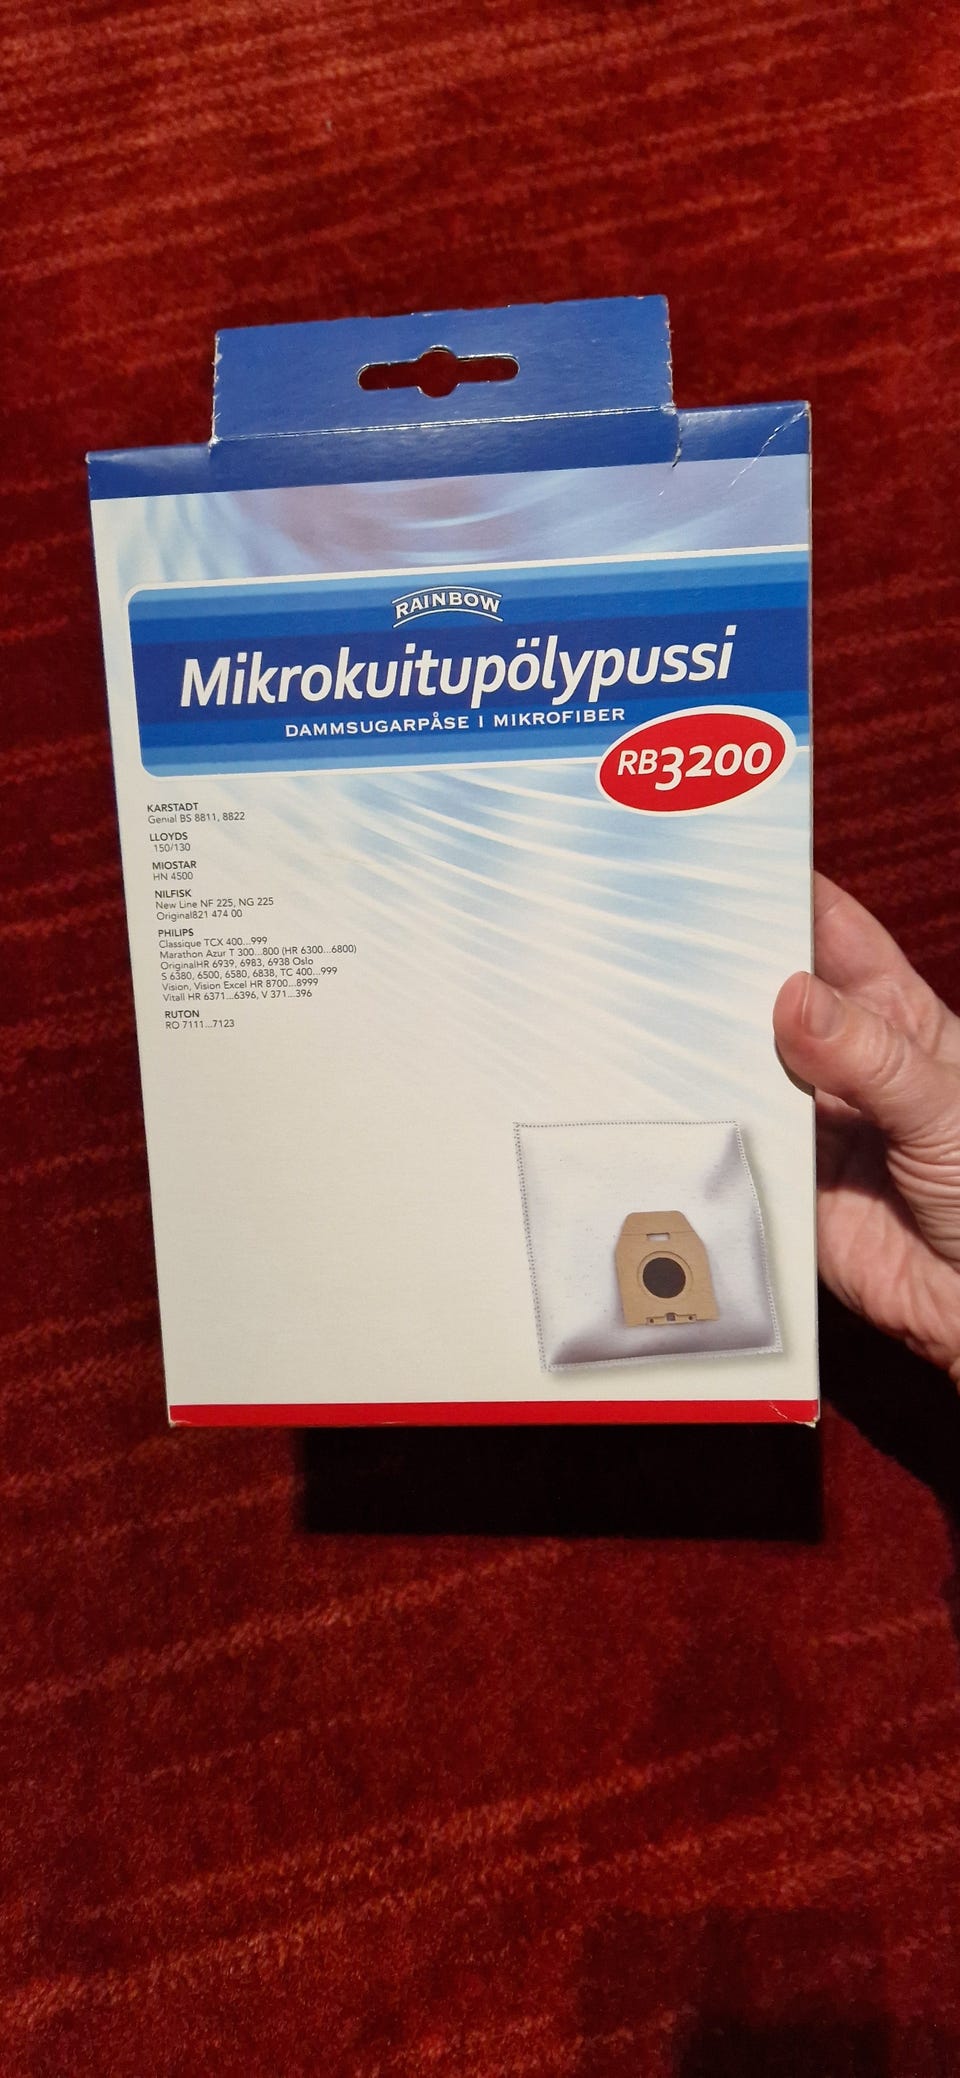 RAINBOW
Mikrokuitupölypussi
DAMMSUGARPÅSE I MIKROFIBER
RB3200
KARSTADT
Genial BS 8811, 8822
LLOYDS
150/130
MIOSTAR
HN 4500
NILFISK
New Line NF 225, NG 225
Original821 474 00
PHILIPS
Classique TCX 400...999
Marathon Azur T 300...800 (HR 6300...6800)
OriginalHR 6939, 6983, 6938 Oslo
S 6380, 6500, 6580, 6838, TC 400...999
Vision, Vision Excel HR 8700...8999
Vitall HR 6371...6396, V 371...396
RUTON
RO 7111...7123